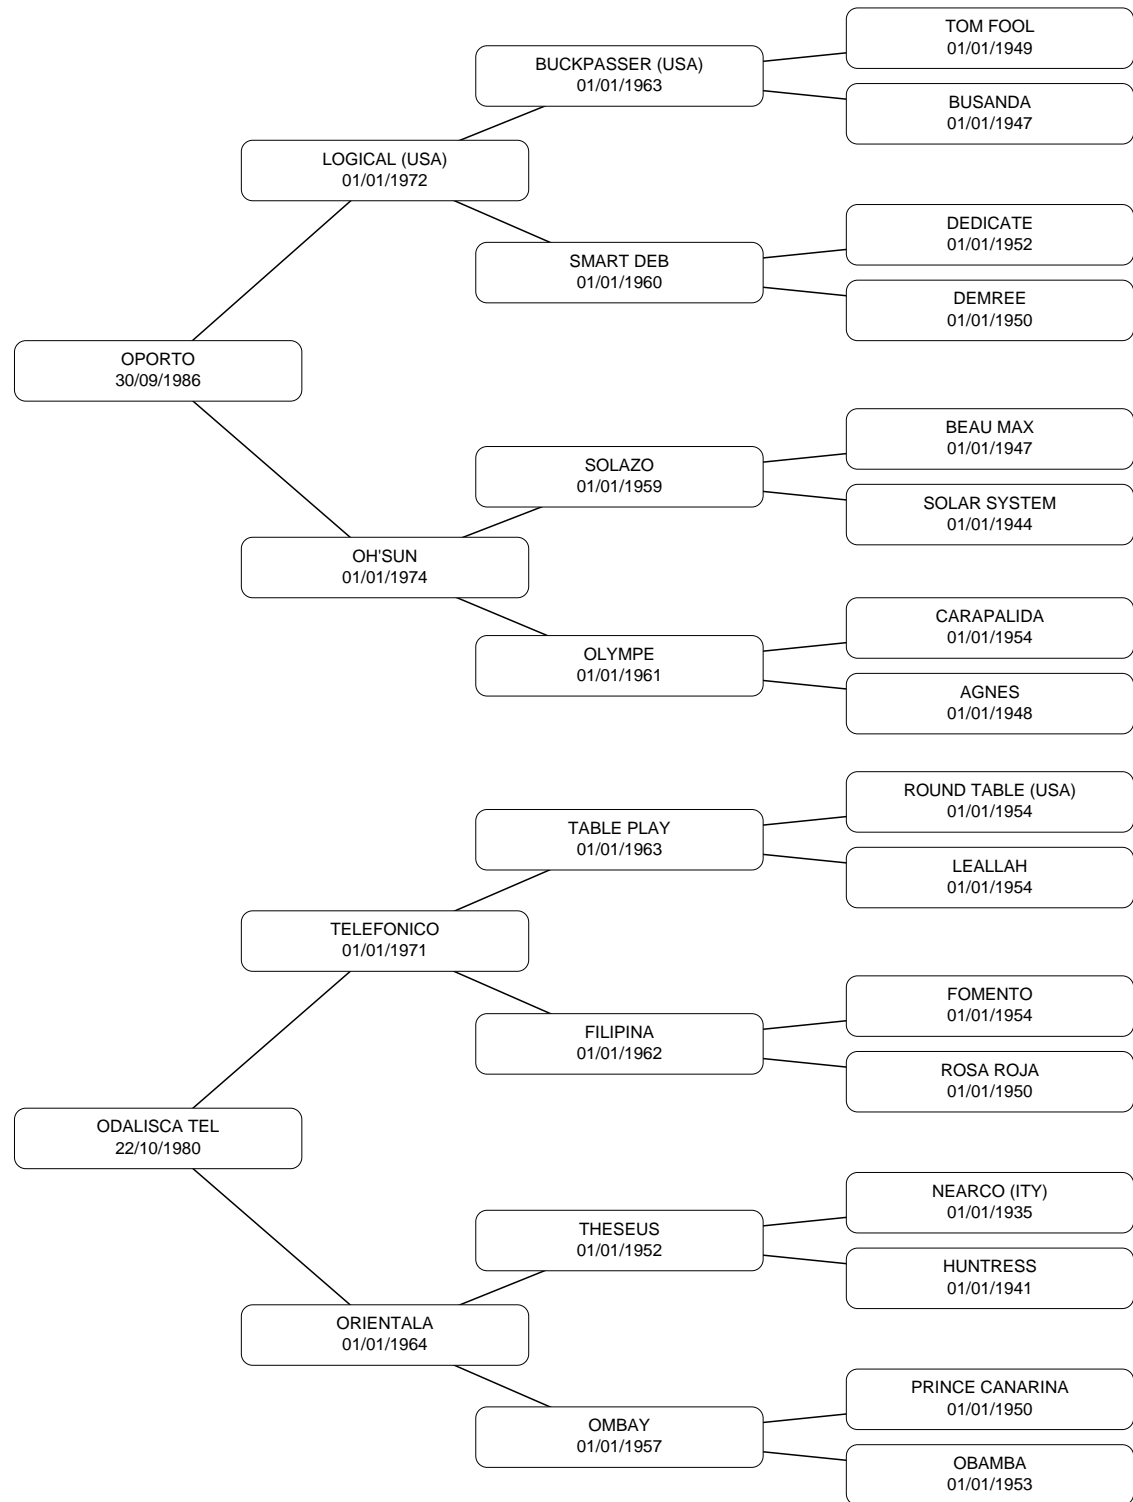 TOM FOOL
01/01/1949
BUCKPASSER (USA)
01/01/1963
BUSANDA
01/01/1947
LOGICAL (USA)
01/01/1972
DEDICATE
01/01/1952
SMART DEB
01/01/1960
DEMREE
01/01/1950
OPORTO
30/09/1986
BEAU MAX
01/01/1947
SOLAZO
01/01/1959
SOLAR SYSTEM
01/01/1944
OH'SUN
01/01/1974
CARAPALIDA
01/01/1954
OLYMPE
01/01/1961
AGNES
01/01/1948
ROUND TABLE (USA)
01/01/1954
TABLE PLAY
01/01/1963
LEALLAH
01/01/1954
TELEFONICO
01/01/1971
FOMENTO
01/01/1954
FILIPINA
01/01/1962
ROSA ROJA
01/01/1950
ODALISCA TEL
22/10/1980
NEARCO (ITY)
01/01/1935
THESEUS
01/01/1952
HUNTRESS
01/01/1941
ORIENTALA
01/01/1964
PRINCE CANARINA
01/01/1950
OMBAY
01/01/1957
OBAMBA
01/01/1953